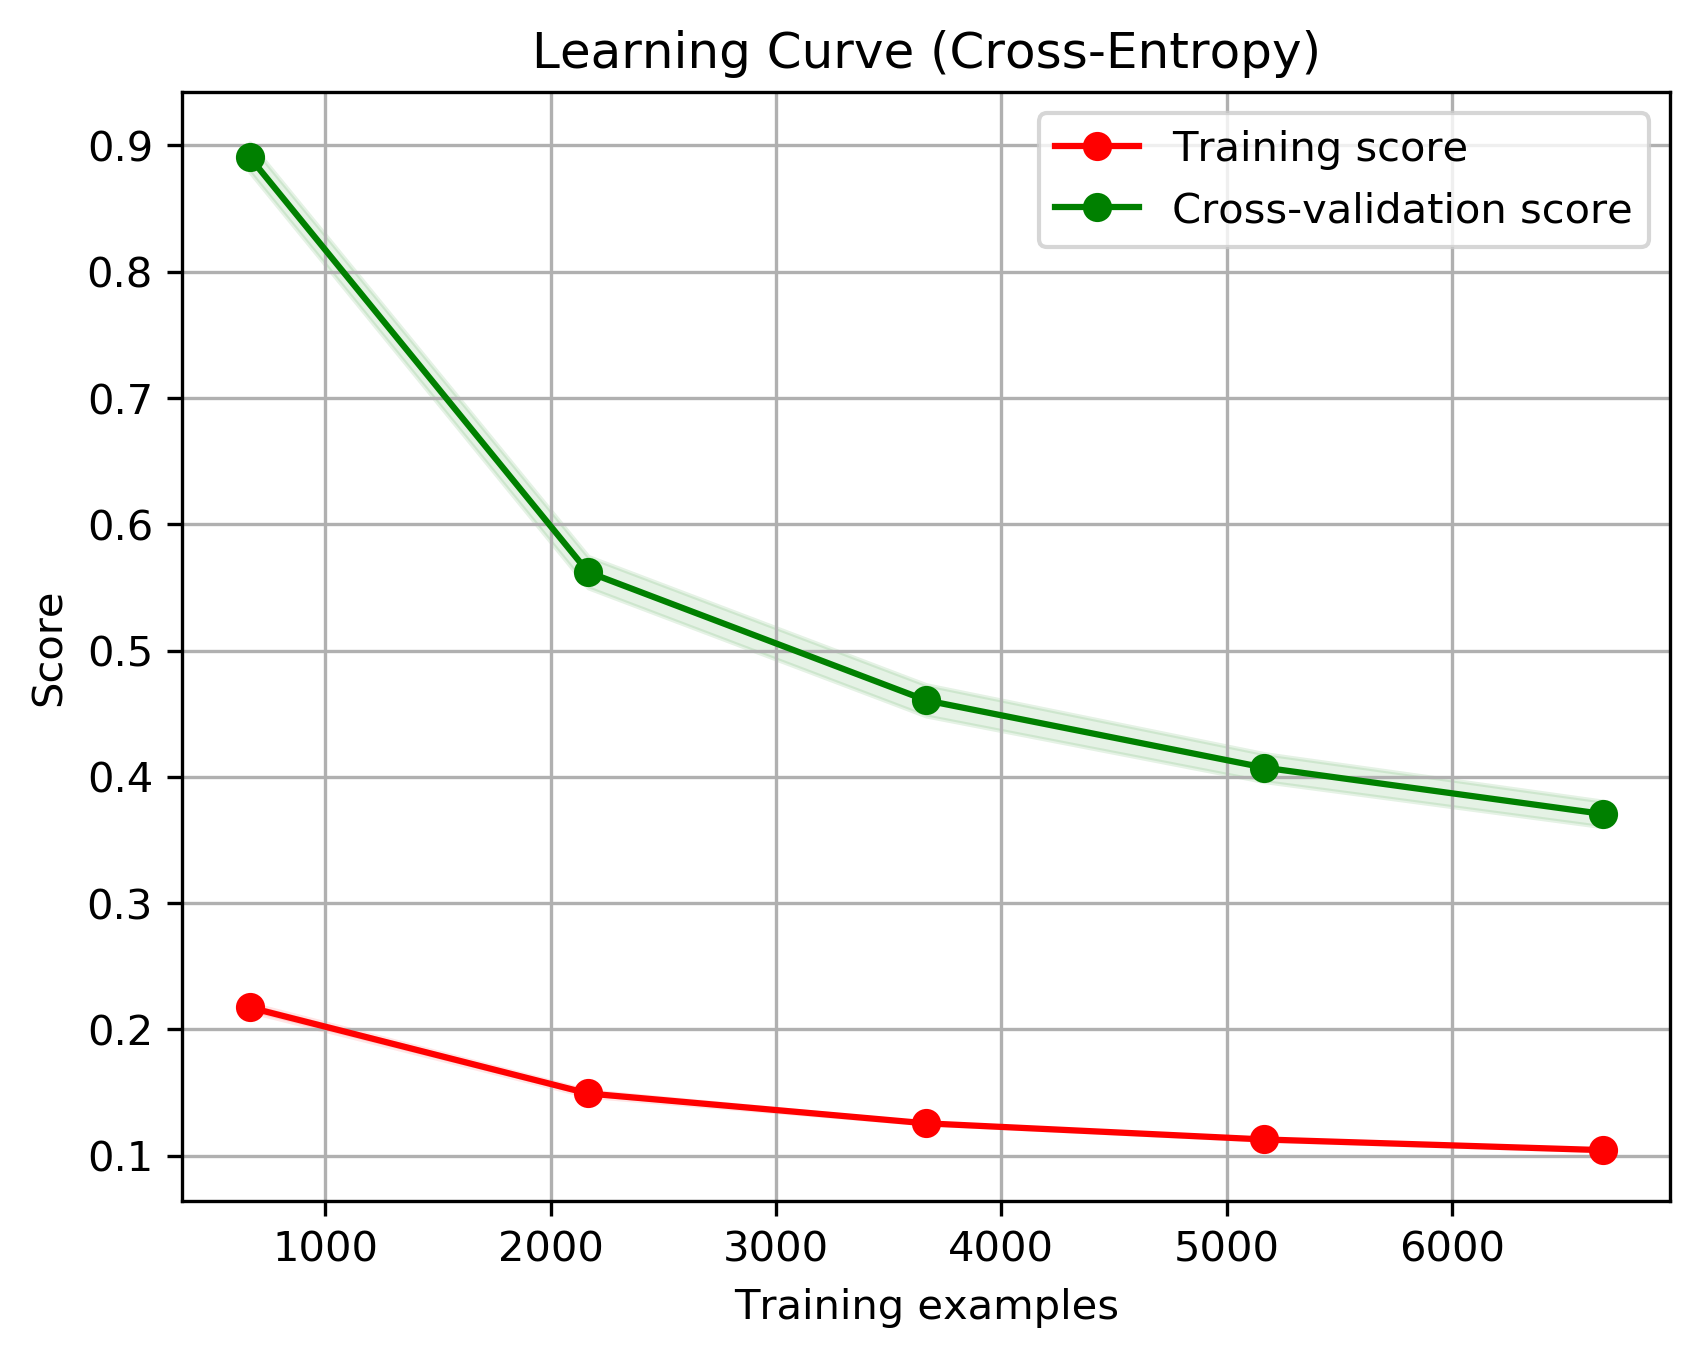 Learning Curve (Cross-Entropy)
Training score
Cross-validation score
0.9
0.8
0.7
0.6
0.5
0.4
0.3
0.2
0.1
Score
1000 2000 3000 4000 5000 6000
Training examples